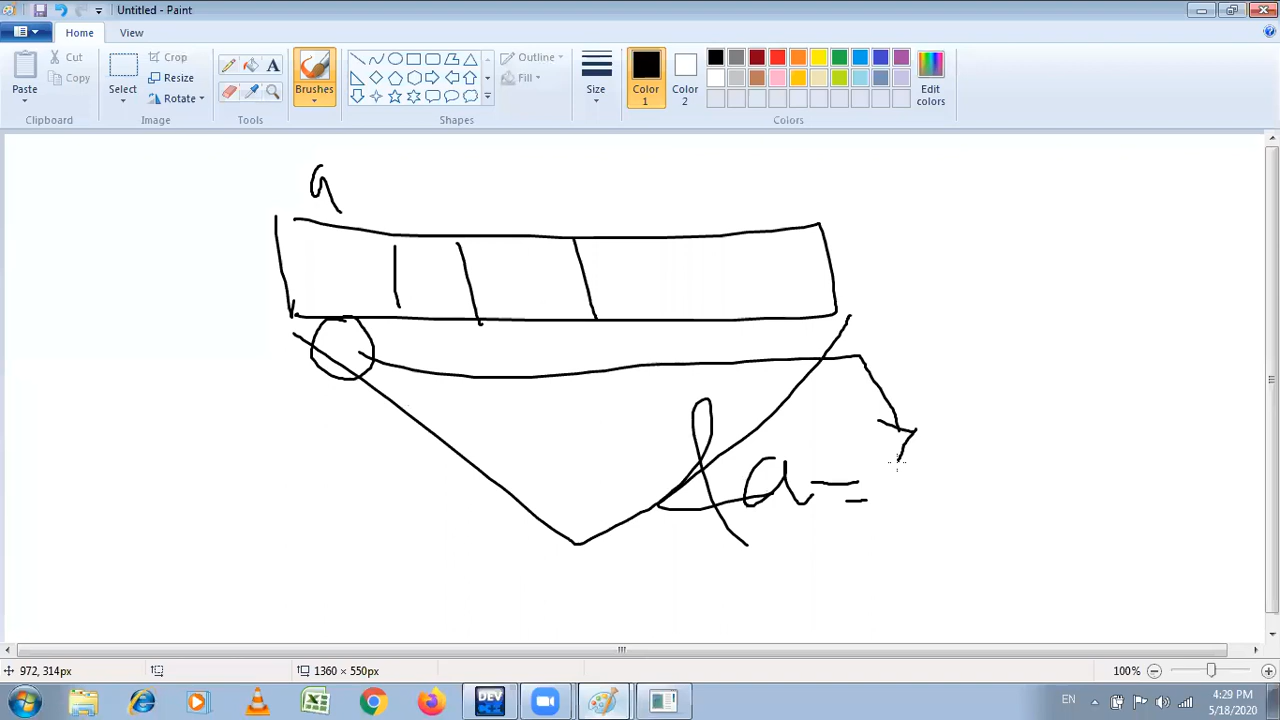 Untitled - Paint
Home View
Paste
Cut
Copy
Clipboard
Select
Crop
Resize
Rotate
Image
A
Tools
Brushes
Outline
Fill
Shapes
Size
Color 1
Color 2
Edit colors
Colors
a
&a=
972, 314px
1360 × 550px
100%
DEV
EN
4:29 PM
5/18/2020